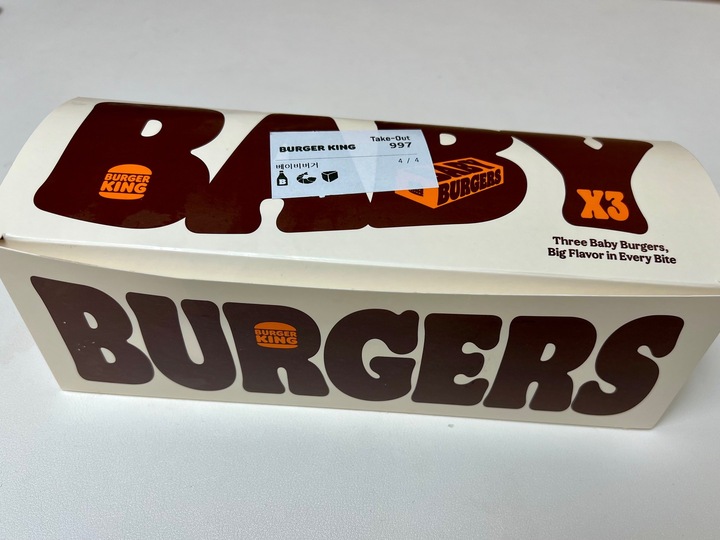 BABY
BURGER KING
Take-Out
BURGER KING
997
베이비버거
4 / 4
BABY BURGERS
X3
Three Baby Burgers,
Big Flavor in Every Bite
BURGERS
BURGER KING